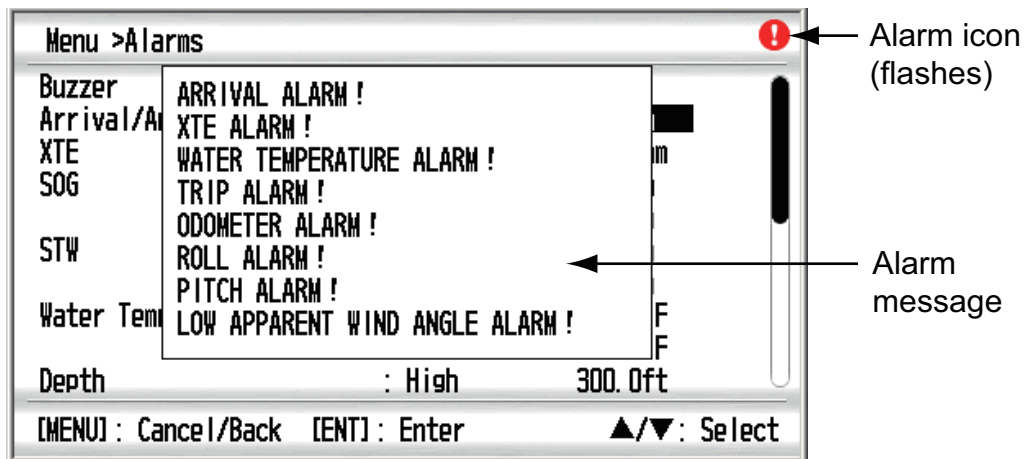 Menu >Alarms
Alarm icon
(flashes)
Buzzer
Arrival/
XTE
SOG
STW
Water
ARRIVAL ALARM !
XTE ALARM !
WATER TEMPERATURE ALARM !
TRIP ALARM !
ODOMETER ALARM !
ROLL ALARM !
PITCH ALARM !
LOW APPARENT WIND ANGLE ALARM !
F
F
Alarm
message
Depth : High 300.0ft
[MENU] : Cancel/Back [ENT] : Enter ▲/▼ : Select